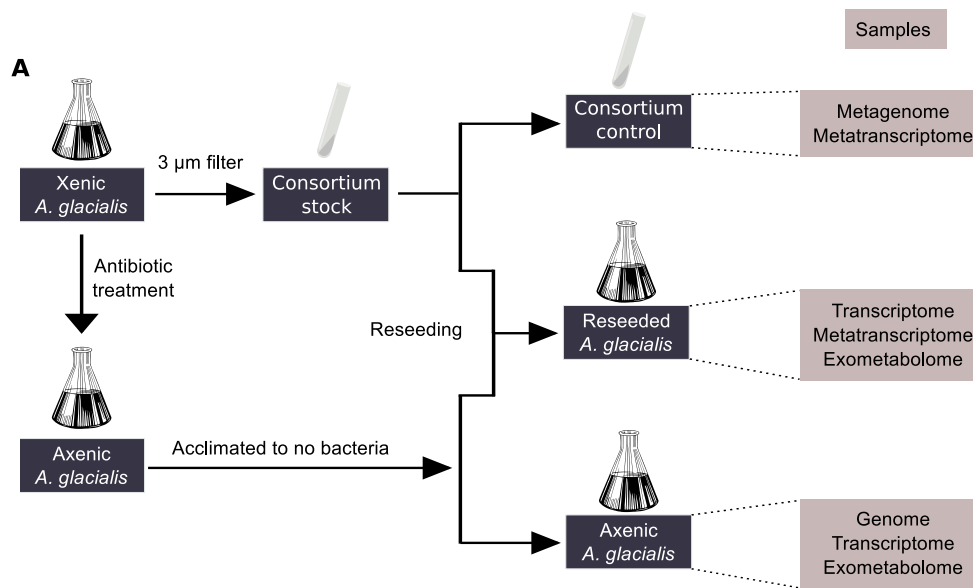 A
Samples
Xenic
A. glacialis
3 µm filter
Consortium
stock
Consortium
control
Metagenome
Metatranscriptome
Antibiotic
treatment
Reseeding
Reseeded
A. glacialis
Transcriptome
Metatranscriptome
Exometabolome
Axenic
A. glacialis
Acclimated to no bacteria
Axenic
A. glacialis
Genome
Transcriptome
Exometabolome